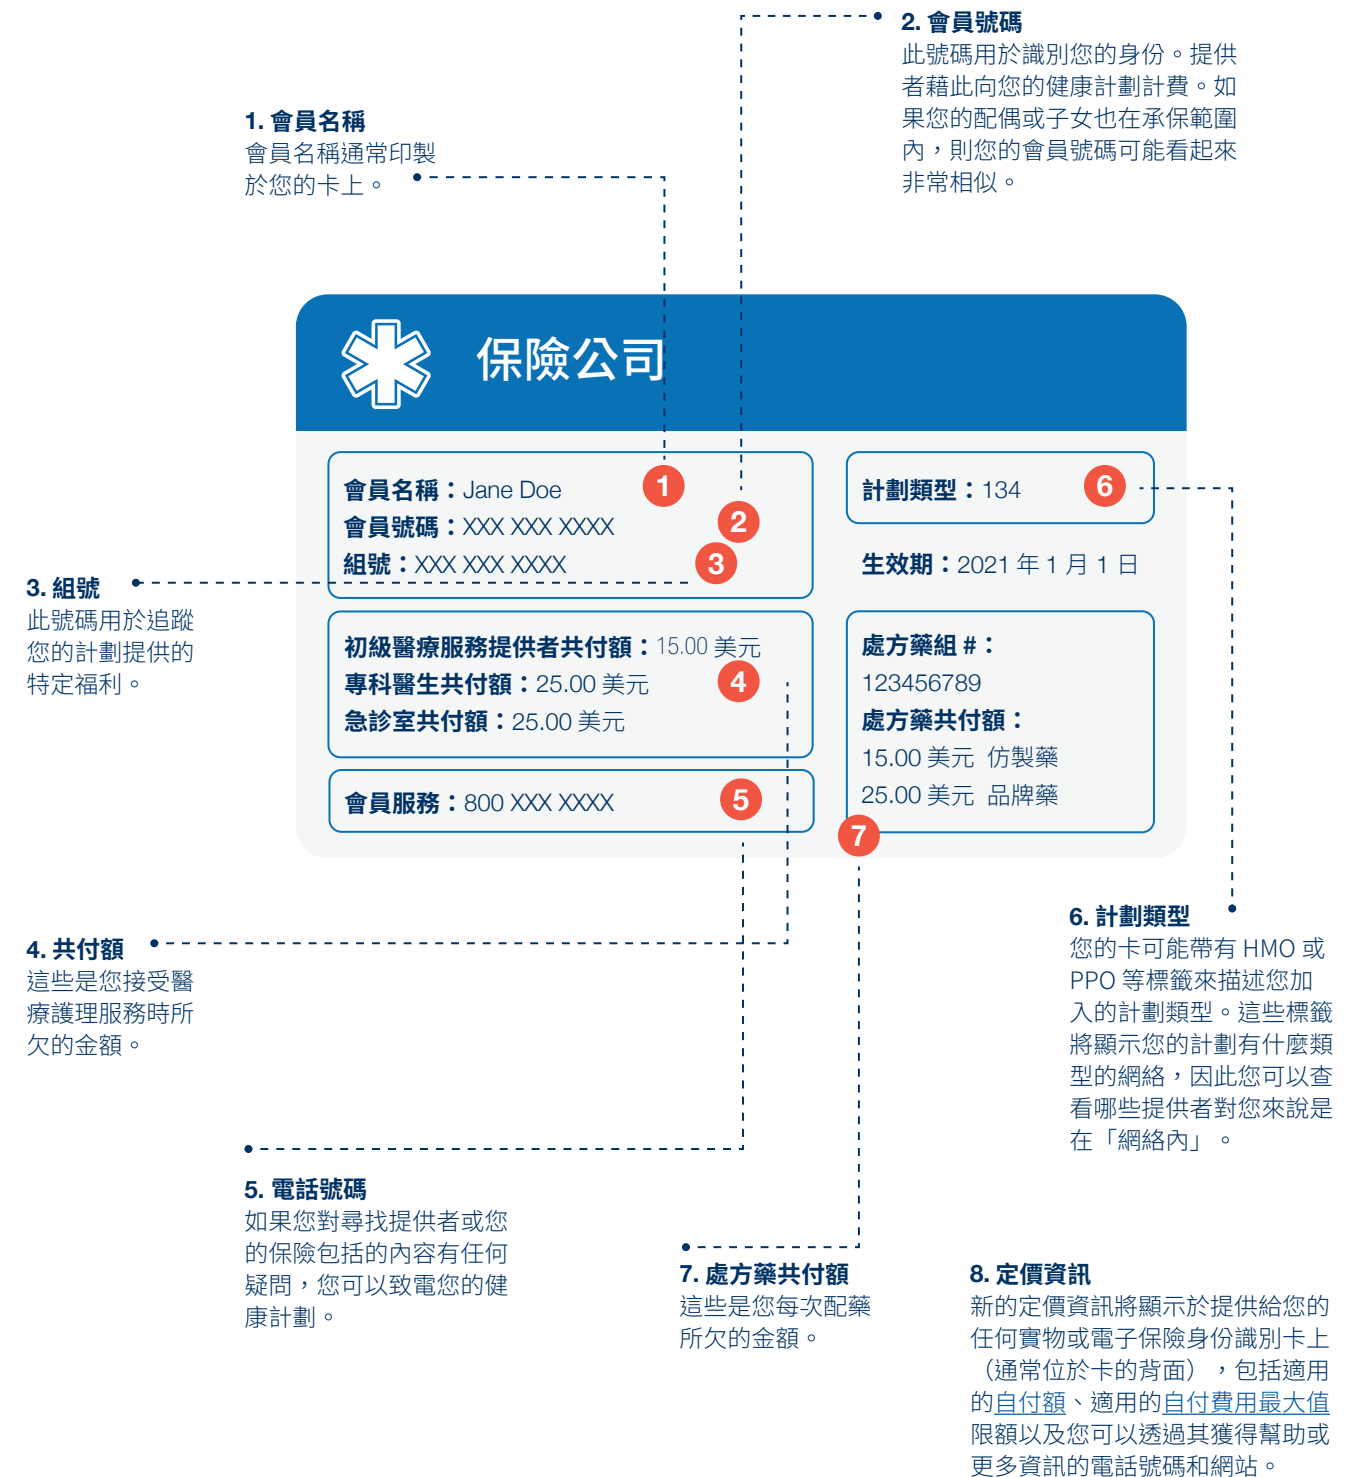 2. 會員號碼
此號碼用於識別您的身份。提供
者藉此向您的健康計劃計費。如
果您的配偶或子女也在承保範圍
內，則您的會員號碼可能看起來
非常相似。
1. 會員名稱
會員名稱通常印製
於您的卡上。
保險公司
會員名稱：Jane Doe
1
會員號碼：XXX XXX XXXX
2
組號：XXX XXX XXXX
3
計劃類型：134
6
生效期：2021 年 1 月 1 日
3. 組號
此號碼用於追蹤
您的計劃提供的
特定福利。
初級醫療服務提供者共付額：15.00 美元
專科醫生共付額：25.00 美元
4
急診室共付額：25.00 美元
會員服務：800 XXX XXXX
5
處方藥組 #：
123456789
處方藥共付額：
15.00 美元 仿製藥
25.00 美元 品牌藥
7
4. 共付額
這些是您接受醫
療護理服務時所
欠的金額。
6. 計劃類型
您的卡可能帶有 HMO 或
PPO 等標籤來描述您加
入的計劃類型。這些標籤
將顯示您的計劃有什麼類
型的網絡，因此您可以查
看哪些提供者對您來說是
在「網絡內」。
5. 電話號碼
如果您對尋找提供者或您
的保險包括的內容有任何
疑問，您可以致電您的健
康計劃。
7. 處方藥共付額
這些是您每次配藥
所欠的金額。
8. 定價資訊
新的定價資訊將顯示於提供給您的
任何實物或電子保險身份識別卡上
（通常位於卡的背面），包括適用
的自付額、適用的自付費用最大值
限額以及您可以透過其獲得幫助或
更多資訊的電話號碼和網站。